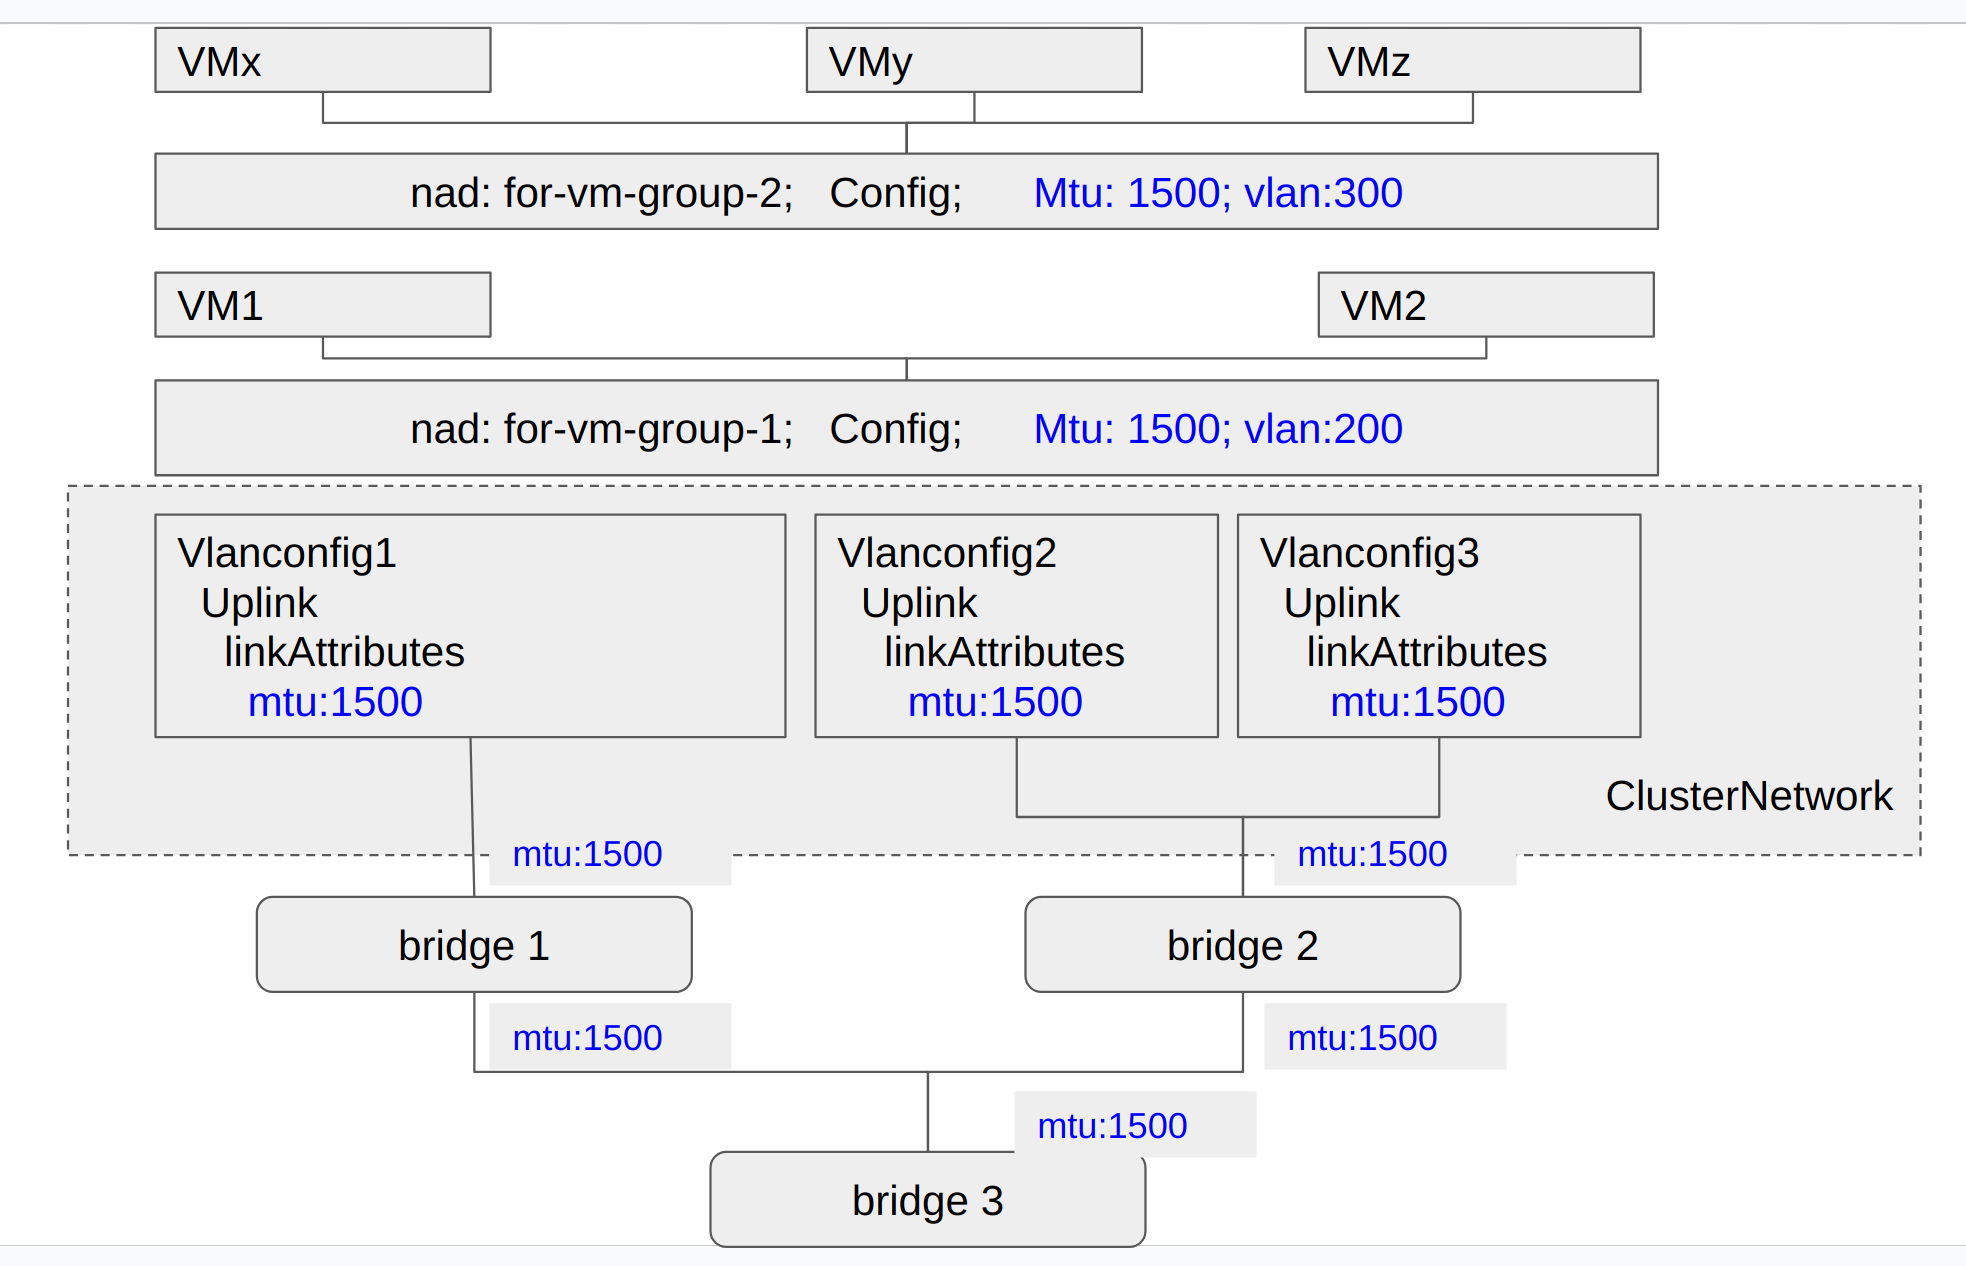 VMx
VMy
VMz
nad: for-vm-group-2; Config; Mtu: 1500; vlan:300
VM1
VM2
nad: for-vm-group-1; Config; Mtu: 1500; vlan:200
Vlanconfig1
Uplink
linkAttributes
mtu:1500
Vlanconfig2
Uplink
linkAttributes
mtu:1500
Vlanconfig3
Uplink
linkAttributes
mtu:1500
ClusterNetwork
mtu:1500
mtu:1500
bridge 1
bridge 2
mtu:1500
mtu:1500
mtu:1500
bridge 3